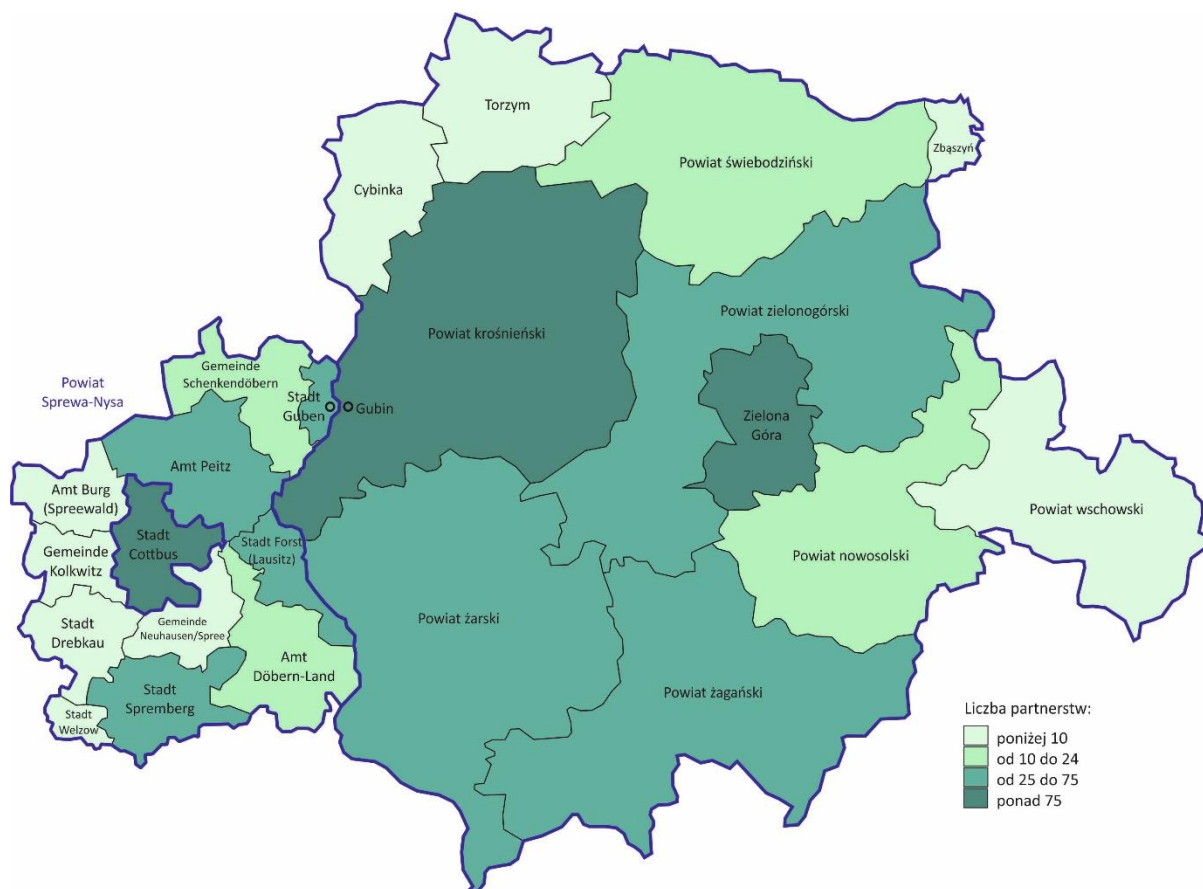 Torzym
Zbąszyń
Powiat świebodziński
Cybinka
Powiat zielonogórski
Powiat krośnieński
Gemeinde
Schenkendöbern
Powiat
Sprewa-Nysa
Stadt
Guben
Gubin
Zielona
Góra
Amt Peitz
Amt Burg
(Spreewald)
Powiat wschowski
Stadt
Cottbus
Stadt Forst
(Lausitz)
Gemeinde
Kolkwitz
Powiat nowosolski
Powiat żarski
Stadt
Drebkau
Gemeinde
Neuhausen/Spree
Amt
Döbern-Land
Stadt
Spremberg
Powiat żagański
Stadt
Welzow
Liczba partnerstw:
poniżej 10
od 10 do 24
od 25 do 75
ponad 75